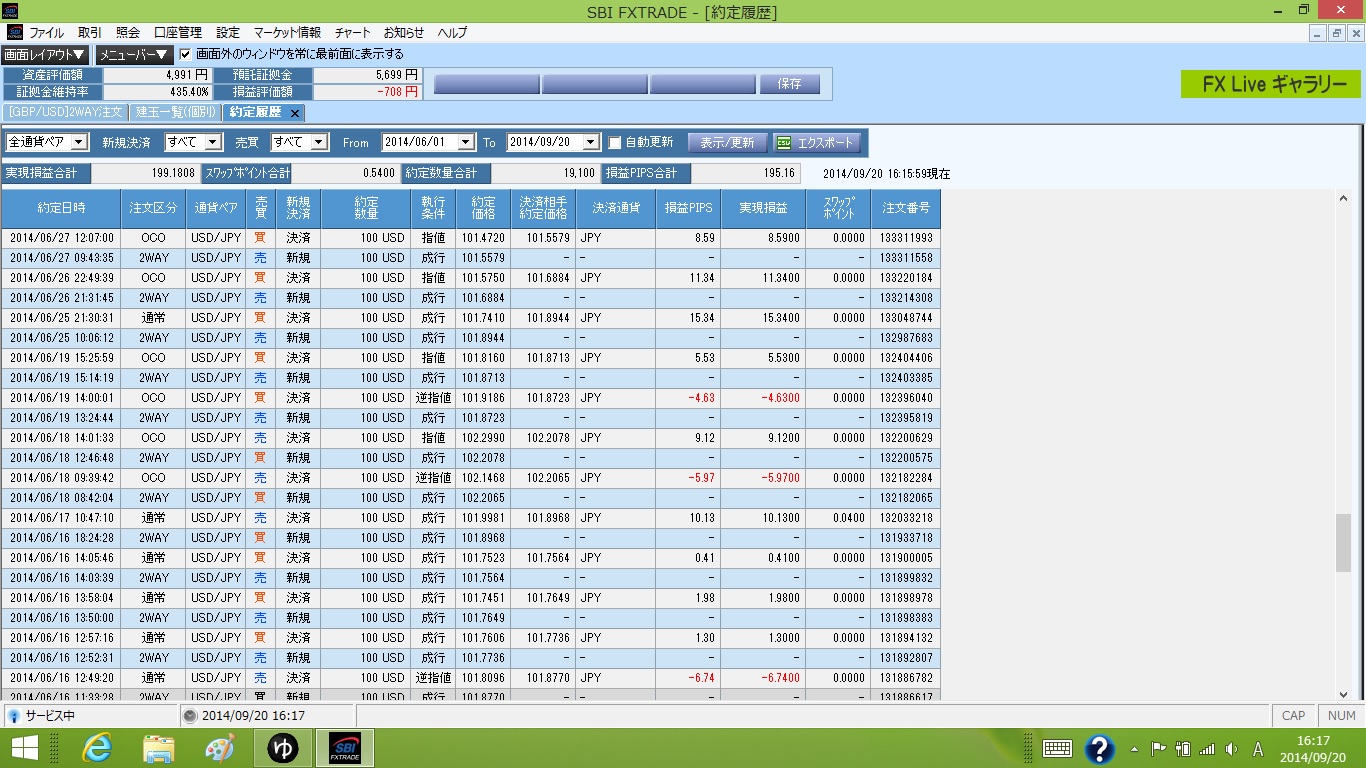 SBI FXTRADE - [約定履歴]
ファイル 取引 照会 口座管理 設定 マーケット情報 チャート お知らせ ヘルプ
画面レイアウト▼ メニューバー▼ 画面外のウィンドウを常に最前面に表示する
資産評価額 4,991 円 預託証拠金 5,699 円
証拠金維持率 435.40% 損益評価額 -708 円
保存
FX Live ギャラリー
[GBP/USD]2WAY注文 建玉一覧(個別) 約定履歴 ×
全通貨ペア 新規決済 すべて 売買 すべて From 2014/06/01 To 2014/09/20 自動更新 表示/更新 CSV エクスポート
実現損益合計 199.1808 スワップポイント合計 0.5400 約定数量合計 19,100 損益PIPS合計 195.16 2014/09/20 16:15:59現在
約定日時 注文区分 通貨ペア 売買 新規決済 約定数量 執行条件 約定価格 決済相手約定価格 決済通貨 損益PIPS 実現損益 スワップポイント 注文番号
2014/06/27 12:07:00 OCO USD/JPY 買 決済 100 USD 指値 101.4720 101.5579 JPY 8.59 8.5900 0.0000 133311993
2014/06/27 09:43:35 2WAY USD/JPY 売 新規 100 USD 成行 101.5579 - - - - - 133311558
2014/06/26 22:49:39 OCO USD/JPY 買 決済 100 USD 指値 101.5750 101.6884 JPY 11.34 11.3400 0.0000 133220184
2014/06/26 21:31:45 2WAY USD/JPY 売 新規 100 USD 成行 101.6884 - - - - - 133214308
2014/06/25 21:30:31 通常 USD/JPY 買 決済 100 USD 成行 101.7410 101.8944 JPY 15.34 15.3400 0.0000 133048744
2014/06/25 10:06:12 2WAY USD/JPY 売 新規 100 USD 成行 101.8944 - - - - - 132987683
2014/06/19 15:25:59 OCO USD/JPY 買 決済 100 USD 指値 101.8160 101.8713 JPY 5.53 5.5300 0.0000 132404406
2014/06/19 15:14:19 2WAY USD/JPY 売 新規 100 USD 成行 101.8713 - - - - - 132403385
2014/06/19 14:00:01 OCO USD/JPY 買 決済 100 USD 逆指値 101.9186 101.8723 JPY -4.63 -4.6300 0.0000 132396040
2014/06/19 13:24:44 2WAY USD/JPY 売 新規 100 USD 成行 101.8723 - - - - - 132395819
2014/06/18 14:01:33 OCO USD/JPY 売 決済 100 USD 指値 102.2990 102.2078 JPY 9.12 9.1200 0.0000 132200629
2014/06/18 12:46:48 2WAY USD/JPY 買 新規 100 USD 成行 102.2078 - - - - - 132200575
2014/06/18 09:39:42 OCO USD/JPY 売 決済 100 USD 逆指値 102.1468 102.2065 JPY -5.97 -5.9700 0.0000 132182284
2014/06/18 08:42:04 2WAY USD/JPY 買 新規 100 USD 成行 102.2065 - - - - - 132182065
2014/06/17 10:47:10 通常 USD/JPY 売 決済 100 USD 成行 101.9981 101.8968 JPY 10.13 10.1300 0.0400 132033218
2014/06/16 18:24:28 2WAY USD/JPY 買 新規 100 USD 成行 101.8968 - - - - - 131933718
2014/06/16 14:05:46 通常 USD/JPY 買 決済 100 USD 成行 101.7523 101.7564 JPY 0.41 0.4100 0.0000 131900005
2014/06/16 14:03:39 2WAY USD/JPY 売 新規 100 USD 成行 101.7564 - - - - - 131899832
2014/06/16 13:58:04 通常 USD/JPY 買 決済 100 USD 成行 101.7451 101.7649 JPY 1.98 1.9800 0.0000 131898978
2014/06/16 13:50:00 2WAY USD/JPY 売 新規 100 USD 成行 101.7649 - - - - - 131898383
2014/06/16 12:57:16 通常 USD/JPY 買 決済 100 USD 成行 101.7606 101.7736 JPY 1.30 1.3000 0.0000 131894132
2014/06/16 12:52:31 2WAY USD/JPY 売 新規 100 USD 成行 101.7736 - - - - - 131892807
2014/06/16 12:49:20 通常 USD/JPY 売 決済 100 USD 逆指値 101.8096 101.8770 JPY -6.74 -6.7400 0.0000 131886782
2014/06/16 11:33:28 2WAY USD/JPY 買 新規 100 USD 成行 101.8770 - - - - - 131886617
サービス中 2014/09/20 16:17 CAP NUM
ゆ SBI FXTRADE A 16:17
2014/09/20